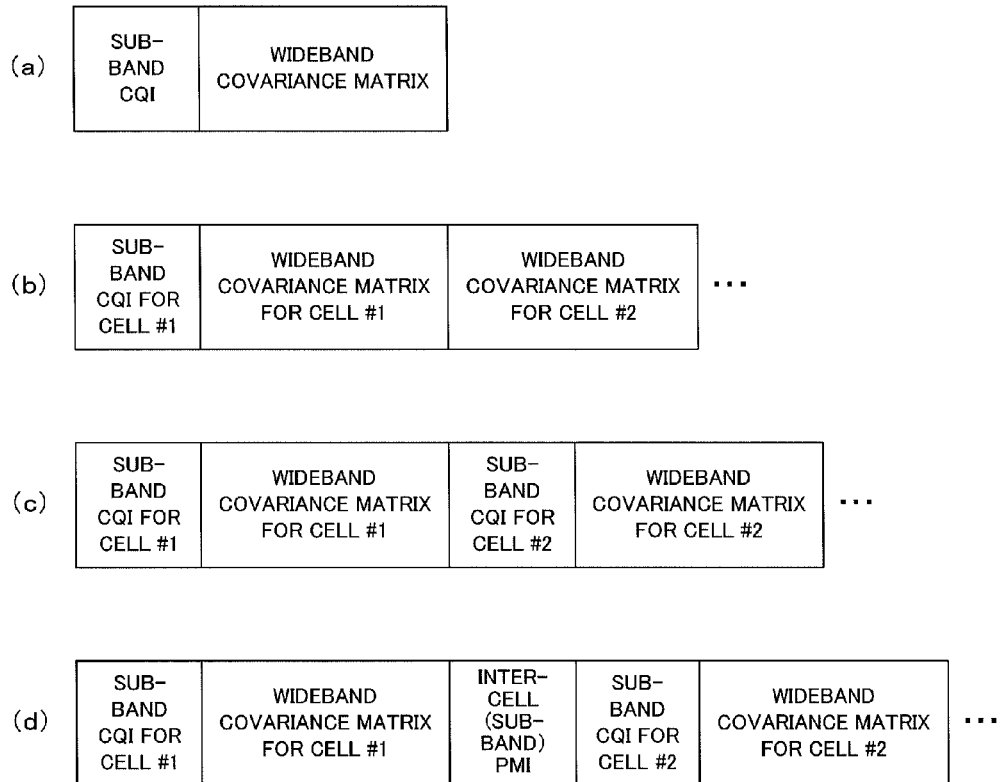 (a)
SUB-
BAND
CQI
WIDEBAND
COVARIANCE MATRIX
(b)
SUB-
BAND
CQI FOR
CELL #1
WIDEBAND
COVARIANCE MATRIX
FOR CELL #1
WIDEBAND
COVARIANCE MATRIX
FOR CELL #2
...
(c)
SUB-
BAND
CQI FOR
CELL #1
WIDEBAND
COVARIANCE MATRIX
FOR CELL #1
SUB-
BAND
CQI FOR
CELL #2
WIDEBAND
COVARIANCE MATRIX
FOR CELL #2
...
(d)
SUB-
BAND
CQI FOR
CELL #1
WIDEBAND
COVARIANCE MATRIX
FOR CELL #1
INTER-
CELL
(SUB-
BAND)
PMI
SUB-
BAND
CQI FOR
CELL #2
WIDEBAND
COVARIANCE MATRIX
FOR CELL #2
...